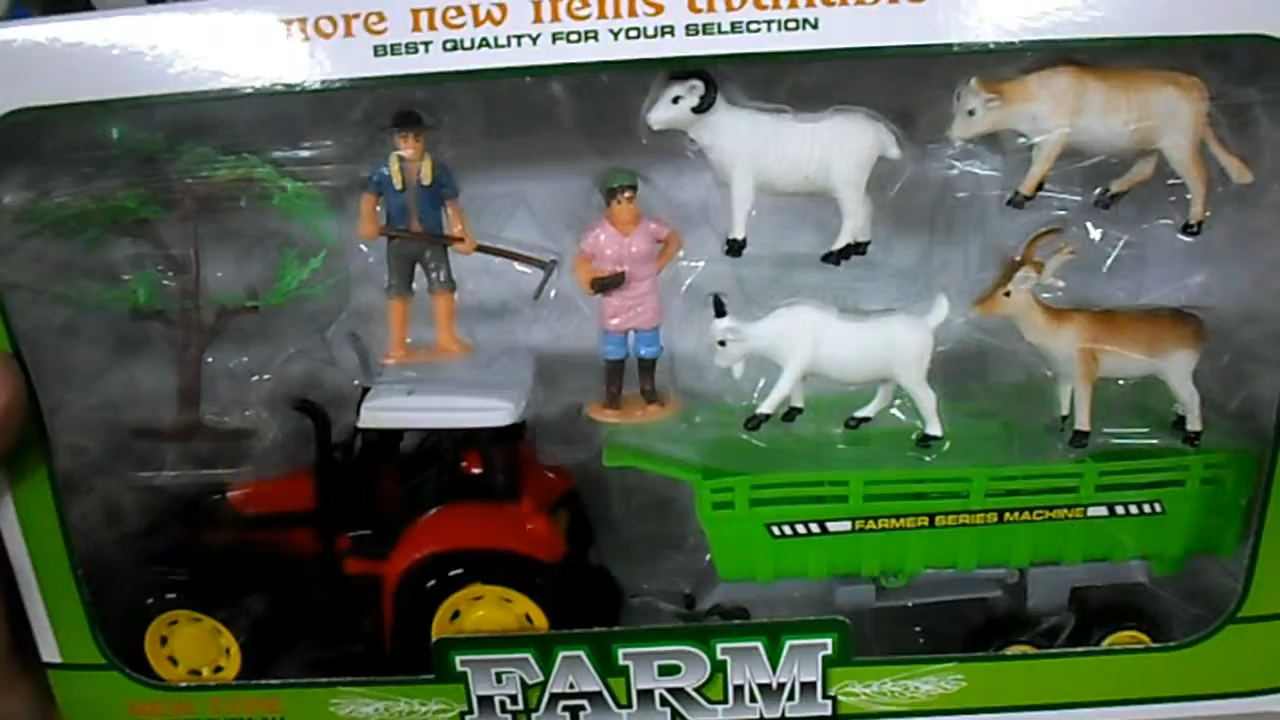 more new items available
BEST QUALITY FOR YOUR SELECTION
FARMER SERIES MACHINE
FARM